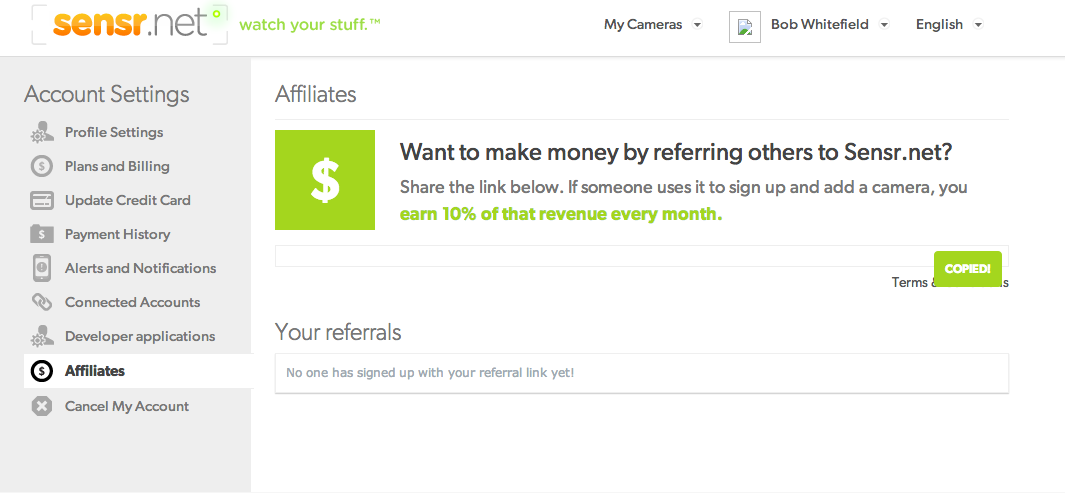 sensr.net watch your stuff.™
My Cameras Bob Whitefield English
Account Settings
Profile Settings
Plans and Billing
Update Credit Card
Payment History
Alerts and Notifications
Connected Accounts
Developer applications
Affiliates
Cancel My Account
Affiliates
$
Want to make money by referring others to Sensr.net?
Share the link below. If someone uses it to sign up and add a camera, you
earn 10% of that revenue every month.
COPIED!
Terms
Your referrals
No one has signed up with your referral link yet!